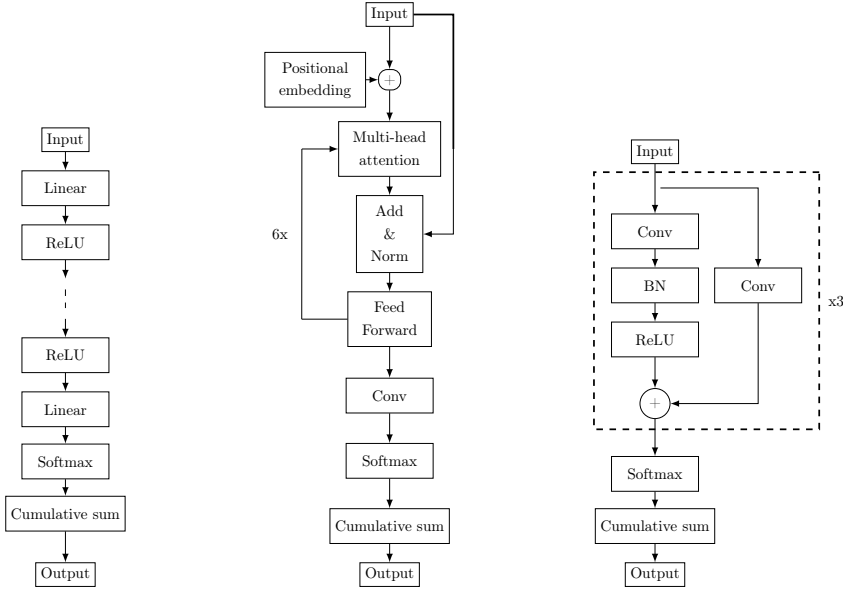 Input
Linear
ReLU
ReLU
Linear
Softmax
Cumulative sum
Output
Input
Positional
embedding
+
Multi-head
attention
6x
Add
&
Norm
Feed
Forward
Conv
Softmax
Cumulative sum
Output
Input
Conv
BN
Conv
x3
ReLU
+
Softmax
Cumulative sum
Output